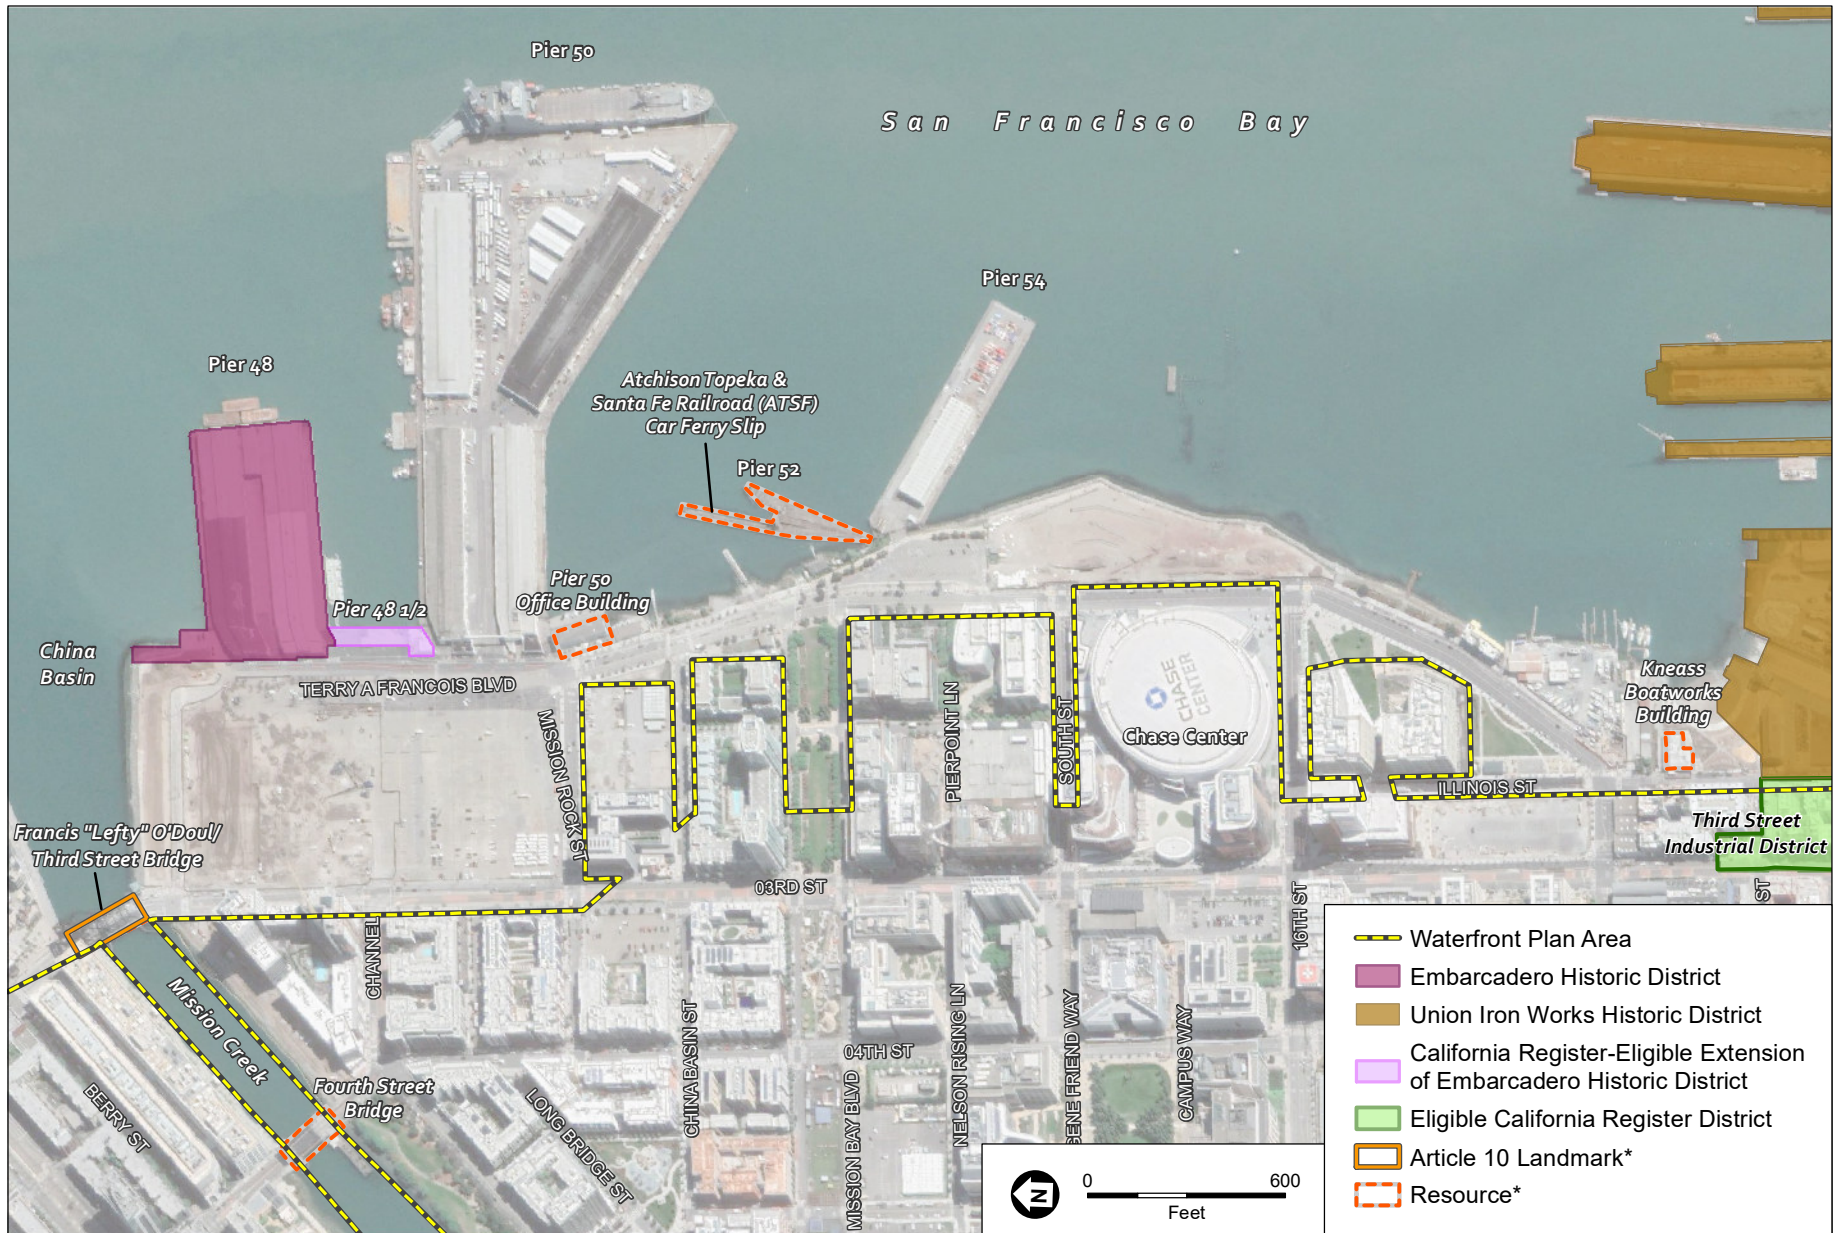 Pier 50
San Francisco Bay
Pier 54
Pier 48
Atchison Topeka &
Santa Fe Railroad (ATSF)
Car Ferry Slip
Pier 52
Pier 50
Office Building
Pier 48 1/2
China
Basin
TERRY A FRANCOIS BLVD
MISSION ROCK ST
PIERPOINT LN
SOUTH ST
CHASE
CENTER
Chase Center
Kneass
Boatworks
Building
ILLINOIS ST
Third Street
Industrial District
Francis "Lefty" O'Doul/
Third Street Bridge
03RD ST
16TH ST
ST
CHANNEL
Mission Creek
CHINA BASIN ST
04TH ST
MISSION BAY BLVD
NELSON RISING LN
GENE FRIEND WAY
CAMPUS WAY
Fourth Street
Bridge
BERRY ST
LONG BRIDGE ST
Waterfront Plan Area
Embarcadero Historic District
Union Iron Works Historic District
California Register-Eligible Extension
of Embarcadero Historic District
Eligible California Register District
Article 10 Landmark*
Resource*
N
0 600
Feet